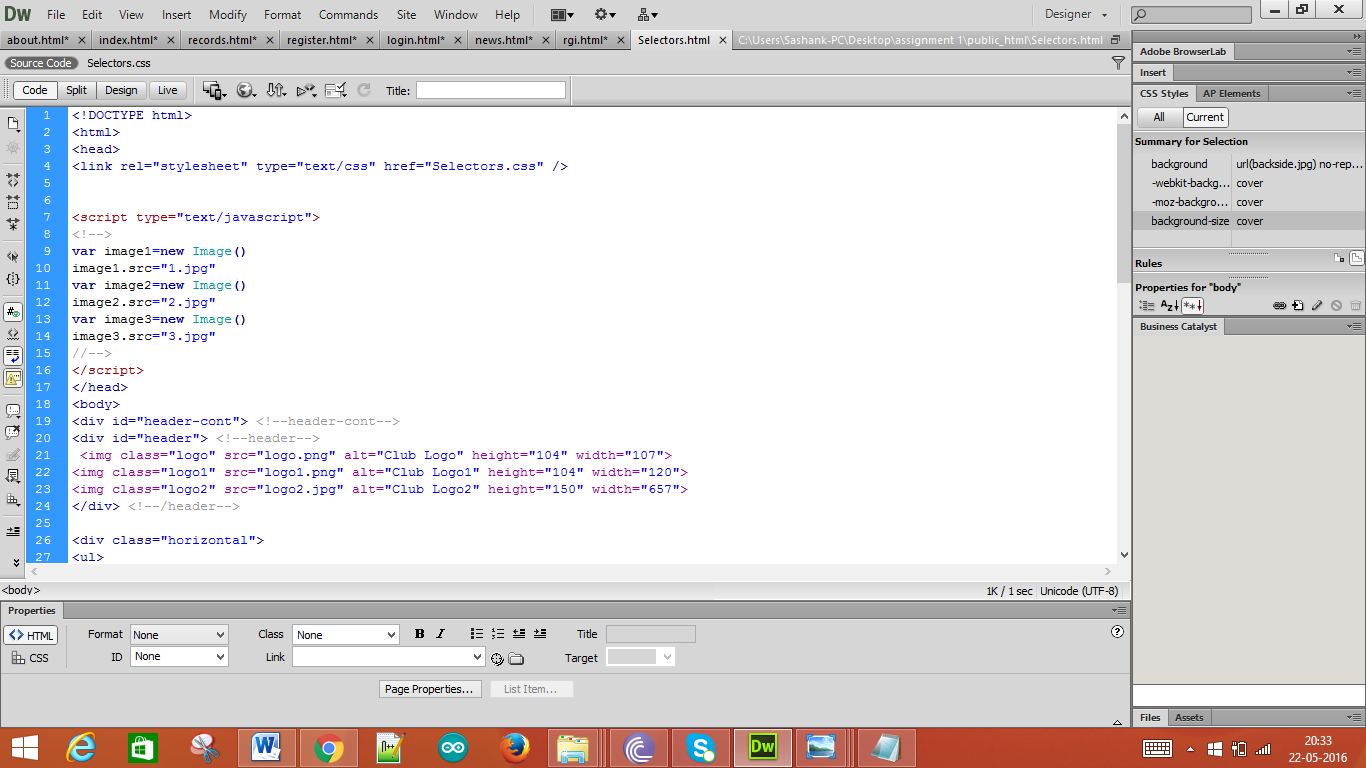 Dw File Edit View Insert Modify Format Commands Site Window Help Designer
about.html* index.html* records.html* register.html* login.html* news.html* rgi.html* Selectors.html C:\Users\Sashank-PC\Desktop\assignment 1\public_html\Selectors.html
Source Code Selectors.css
Code Split Design Live Title:
1 <!DOCTYPE html>
2 <html>
3 <head>
4 <link rel="stylesheet" type="text/css" href="Selectors.css" />
5
6
7 <script type="text/javascript">
8 <!-->
9 var image1=new Image()
10 image1.src="1.jpg"
11 var image2=new Image()
12 image2.src="2.jpg"
13 var image3=new Image()
14 image3.src="3.jpg"
15 //-->
16 </script>
17 </head>
18 <body>
19 <div id="header-cont"> <!--header-cont-->
20 <div id="header"> <!--header-->
21 <img class="logo" src="logo.png" alt="Club Logo" height="104" width="107">
22 <img class="logo1" src="logo1.png" alt="Club Logo1" height="104" width="120">
23 <img class="logo2" src="logo2.jpg" alt="Club Logo2" height="150" width="657">
24 </div> <!--/header-->
25
26 <div class="horizontal">
27 <ul>
<body> 1K / 1 sec Unicode (UTF-8)
Properties
HTML Format None Class None B I Title
CSS ID None Link Target
Page Properties... List Item...
Adobe BrowserLab
Insert
CSS Styles AP Elements
All Current
Summary for Selection
background url(backside.jpg) no-rep...
-webkit-backg... cover
-moz-backgro... cover
background-size cover
Rules
Properties for "body"
Az
Business Catalyst
Files Assets
20:33
22-05-2016